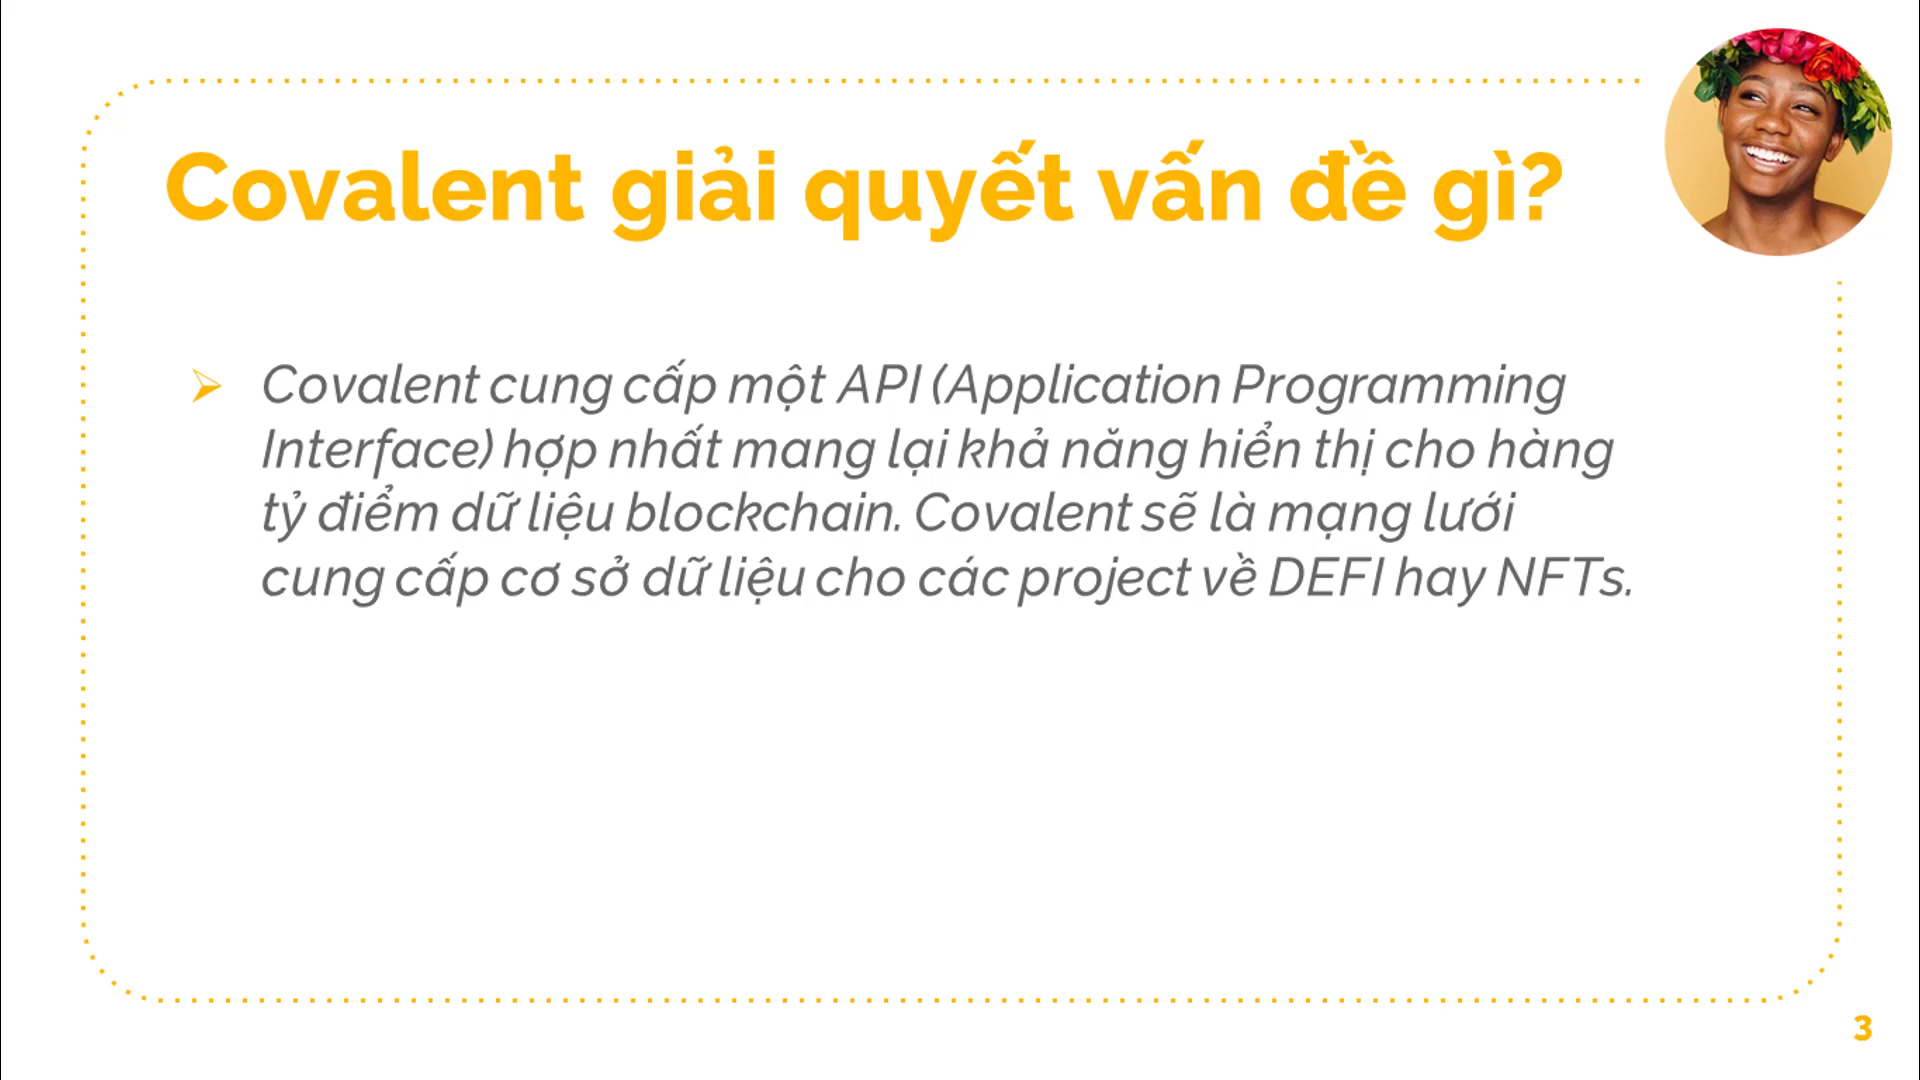 Covalent giải quyết vấn đề gì?
Covalent cung cấp một API (Application Programming
Interface) hợp nhất mang lại khả năng hiển thị cho hàng
tỷ điểm dữ liệu blockchain. Covalent sẽ là mạng lưới
cung cấp cơ sở dữ liệu cho các project về DEFI hay NFTs.
3